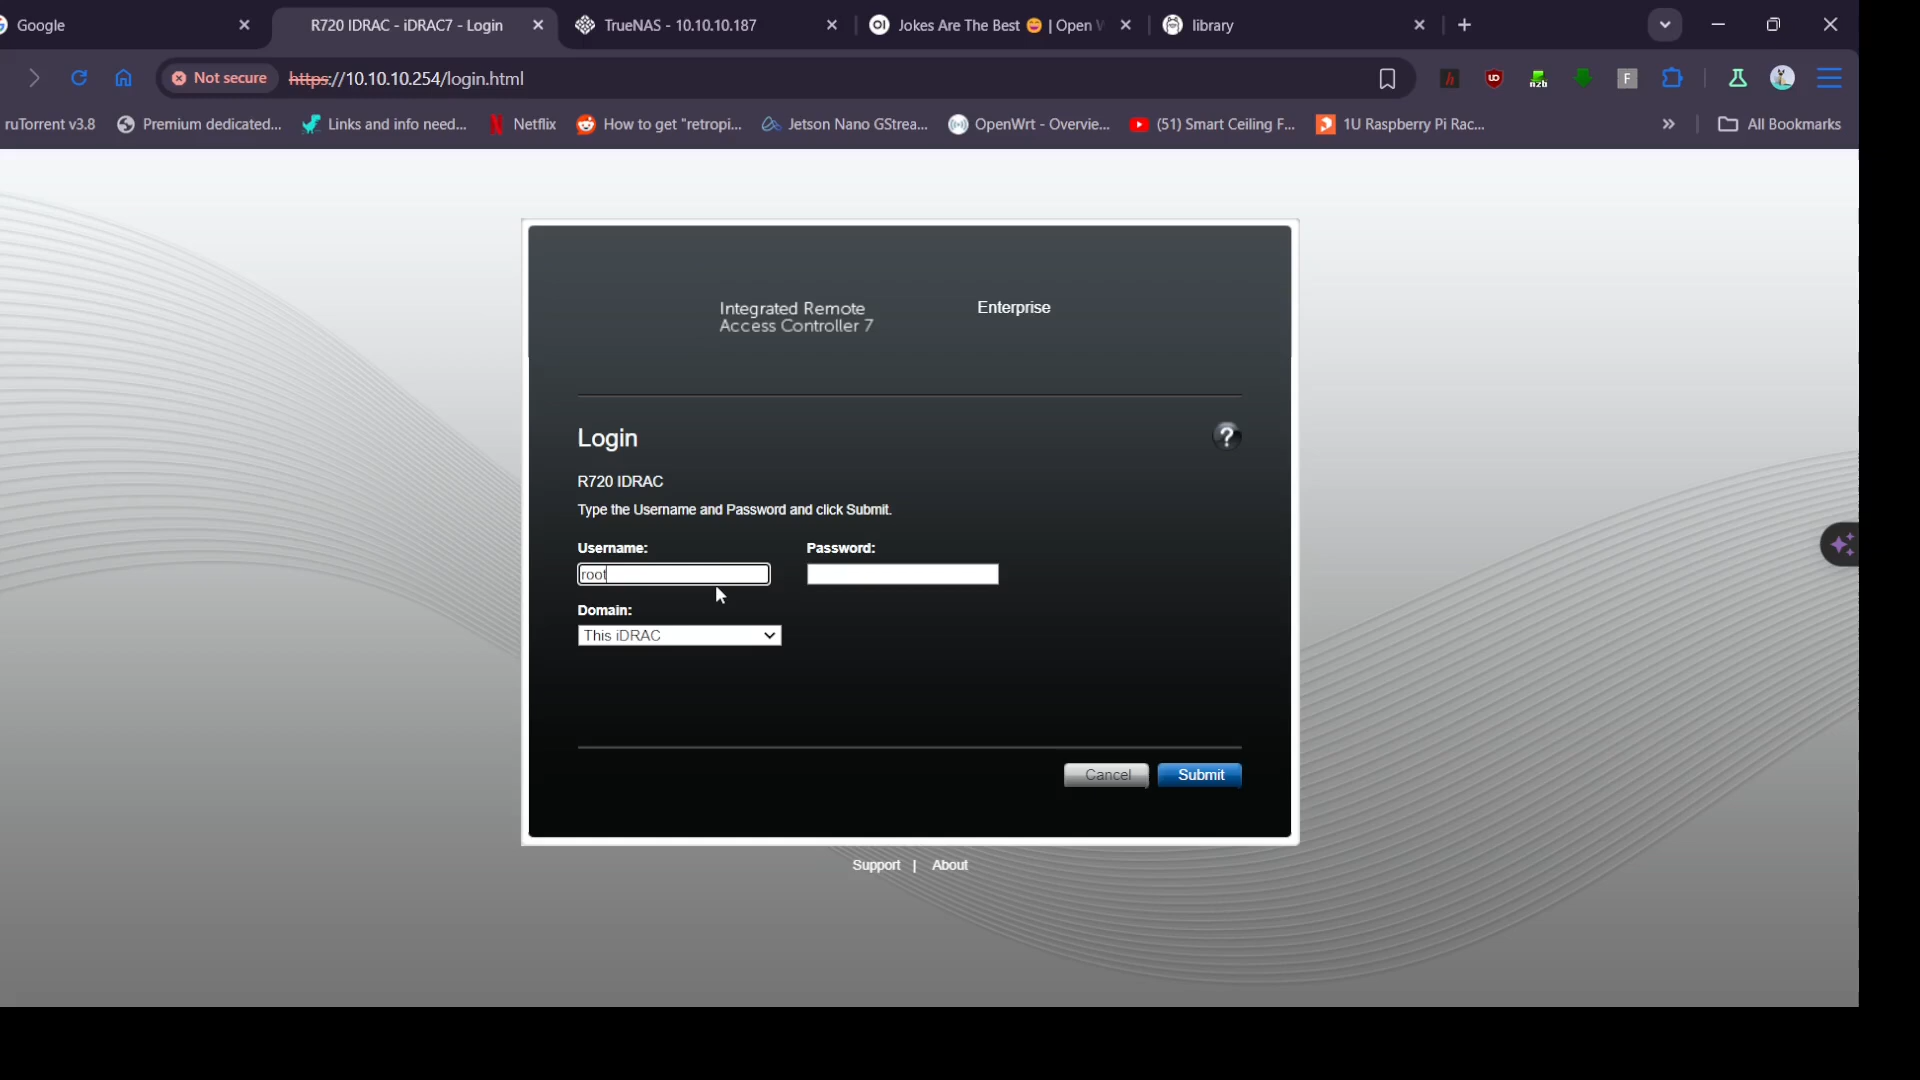 Google
R720 IDRAC - iDRAC7 - Login
TrueNAS - 10.10.10.187
OI Jokes Are The Best 😄 | Open W
library
Not secure https://10.10.10.254/login.html
ruTorrent v3.8
Premium dedicated...
Links and info need...
Netflix
How to get "retropi...
Jetson Nano GStrea...
OpenWrt - Overvie...
(51) Smart Ceiling F...
1U Raspberry Pi Rac...
»
All Bookmarks
Integrated Remote
Access Controller 7
Enterprise
Login
?
R720 IDRAC
Type the Username and Password and click Submit.
Username: Password:
root
Domain:
This iDRAC
Cancel Submit
Support | About